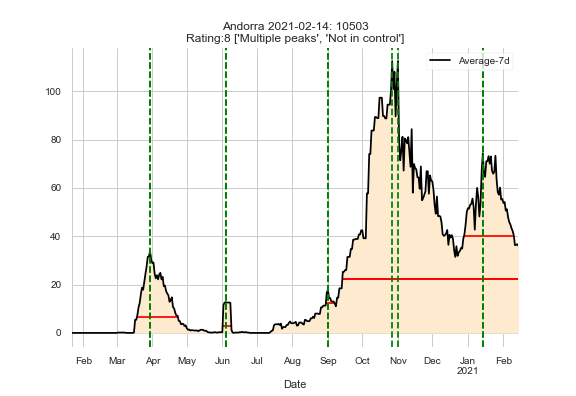 Andorra 2021-02-14: 10503
Rating:8 ['Multiple peaks', 'Not in control']
Average-7d
100
80
60
40
20
0
Feb Mar Apr May Jun Jul Aug Sep Oct Nov Dec Jan Feb
2021
Date